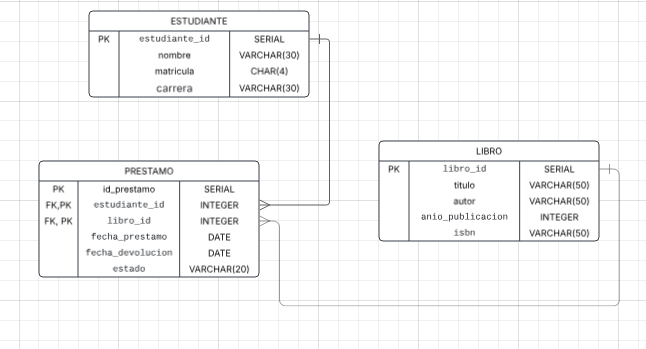 ESTUDIANTE
PK estudiante_id SERIAL
nombre VARCHAR(30)
matricula CHAR(4)
carrera VARCHAR(30)
LIBRO
PK libro_id SERIAL
titulo VARCHAR(50)
autor VARCHAR(50)
anio_publicacion INTEGER
isbn VARCHAR(50)
PRESTAMO
PK id_prestamo SERIAL
FK,PK estudiante_id INTEGER
FK, PK libro_id INTEGER
fecha_prestamo DATE
fecha_devolucion DATE
estado VARCHAR(20)